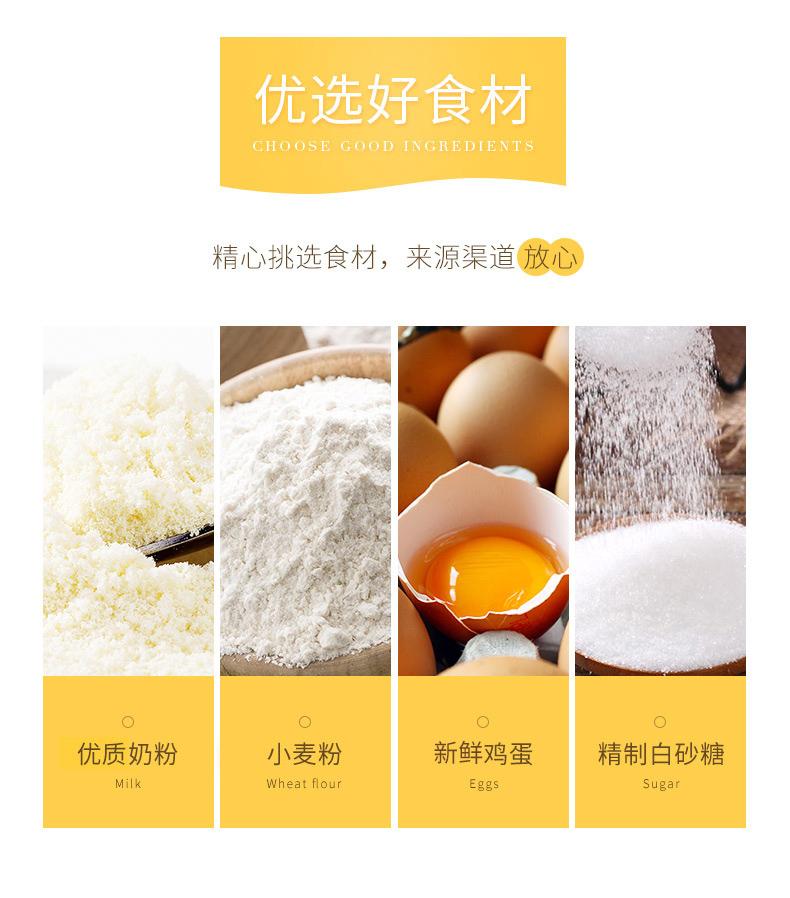 优选好食材
CHOOSE GOOD INGREDIENTS
精心挑选食材，来源渠道放心
优质奶粉
Milk
小麦粉
Wheat flour
新鲜鸡蛋
Eggs
精制白砂糖
Sugar